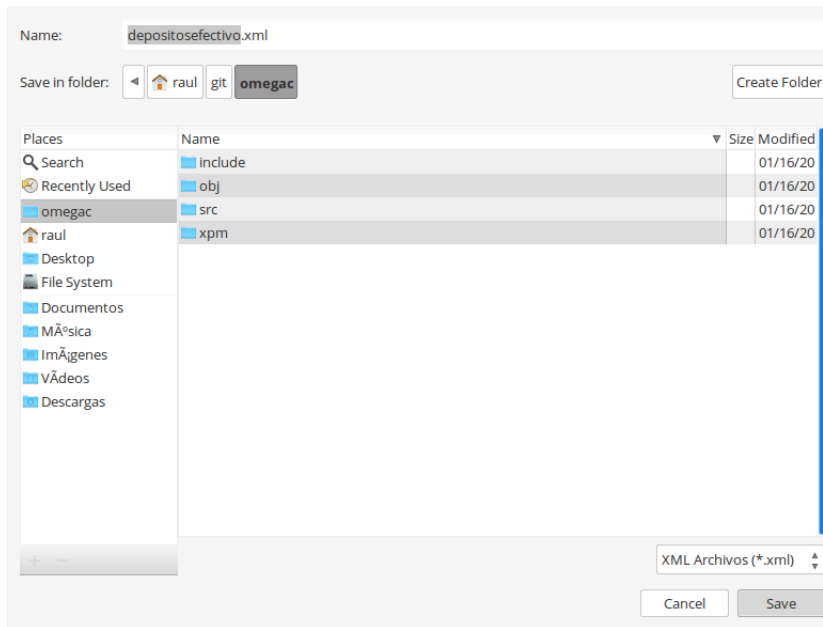 Name: depositosefectivo.xml
Save in folder: raul git omegac Create Folder
Places Name Size Modified
Search include 01/16/20
Recently Used obj 01/16/20
omegac src 01/16/20
raul xpm 01/16/20
Desktop
File System
Documentos
MÃºsica
ImÃ¡genes
VÃ­deos
Descargas
XML Archivos (*.xml)
Cancel Save